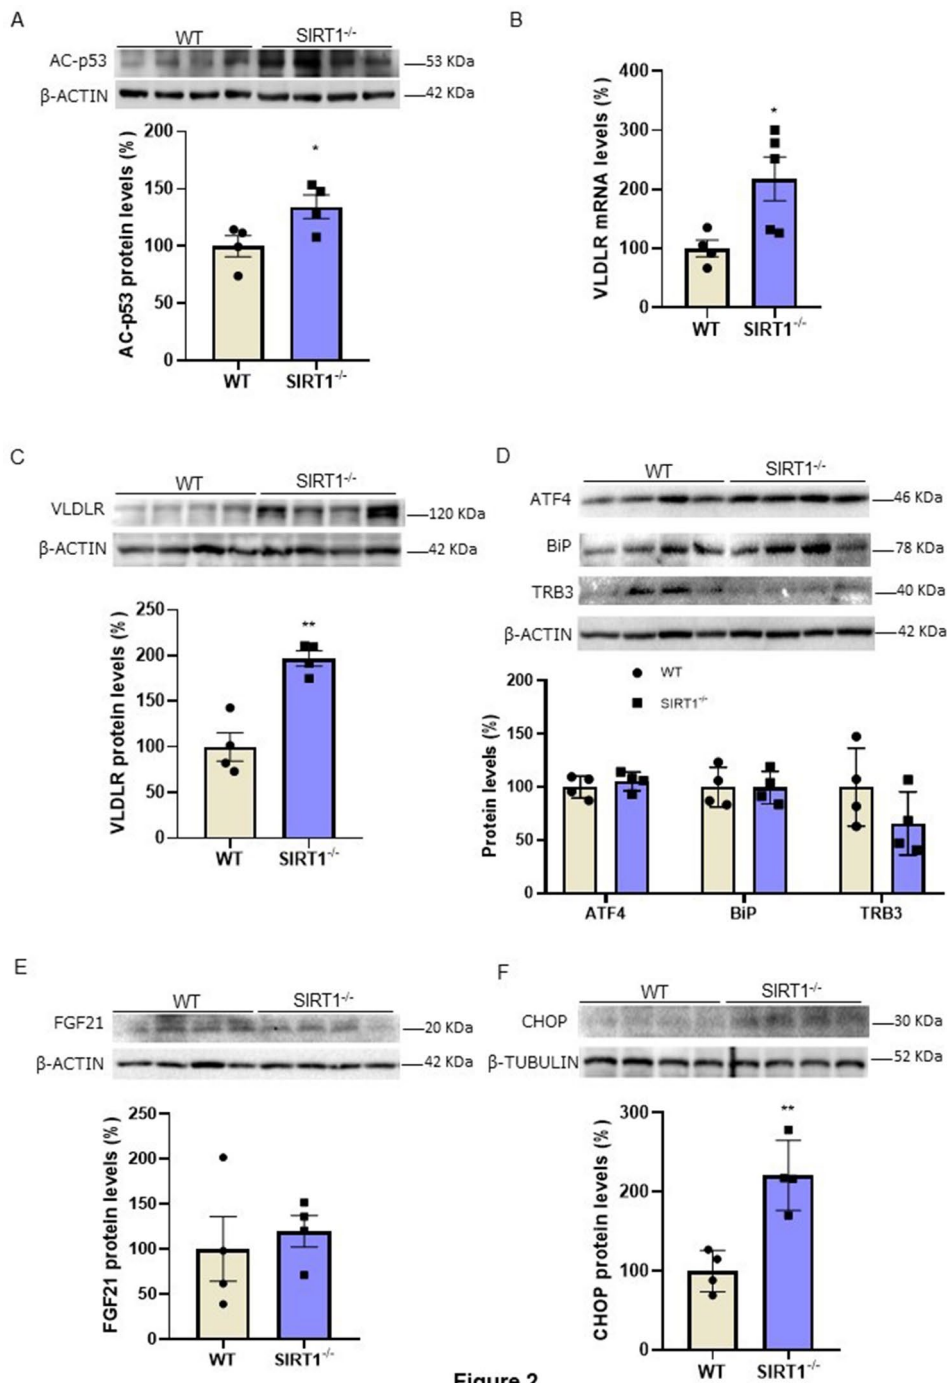 A
WT SIRT1-/-
AC-p53 53 KDa
β-ACTIN 42 KDa
AC-p53 protein levels (%)
200
150
100
50
0
*
WT SIRT1-/-
B
VLDLR mRNA levels (%)
400
300
200
100
0
*
WT SIRT1-/-
C
WT SIRT1-/-
VLDLR 120 KDa
β-ACTIN 42 KDa
VLDLR protein levels (%)
250
200
150
100
50
0
**
WT SIRT1-/-
D
WT SIRT1-/-
ATF4 46 KDa
BiP 78 KDa
TRB3 40 KDa
β-ACTIN 42 KDa
WT
SIRT1-/-
Protein levels (%)
200
150
100
50
0
ATF4 BiP TRB3
E
WT SIRT1-/-
FGF21 20 KDa
β-ACTIN 42 KDa
FGF21 protein levels (%)
250
200
150
100
50
0
WT SIRT1-/-
F
WT SIRT1-/-
CHOP 30 KDa
β-TUBULIN 52 KDa
CHOP protein levels (%)
300
200
100
0
**
WT SIRT1-/-
Figure 2